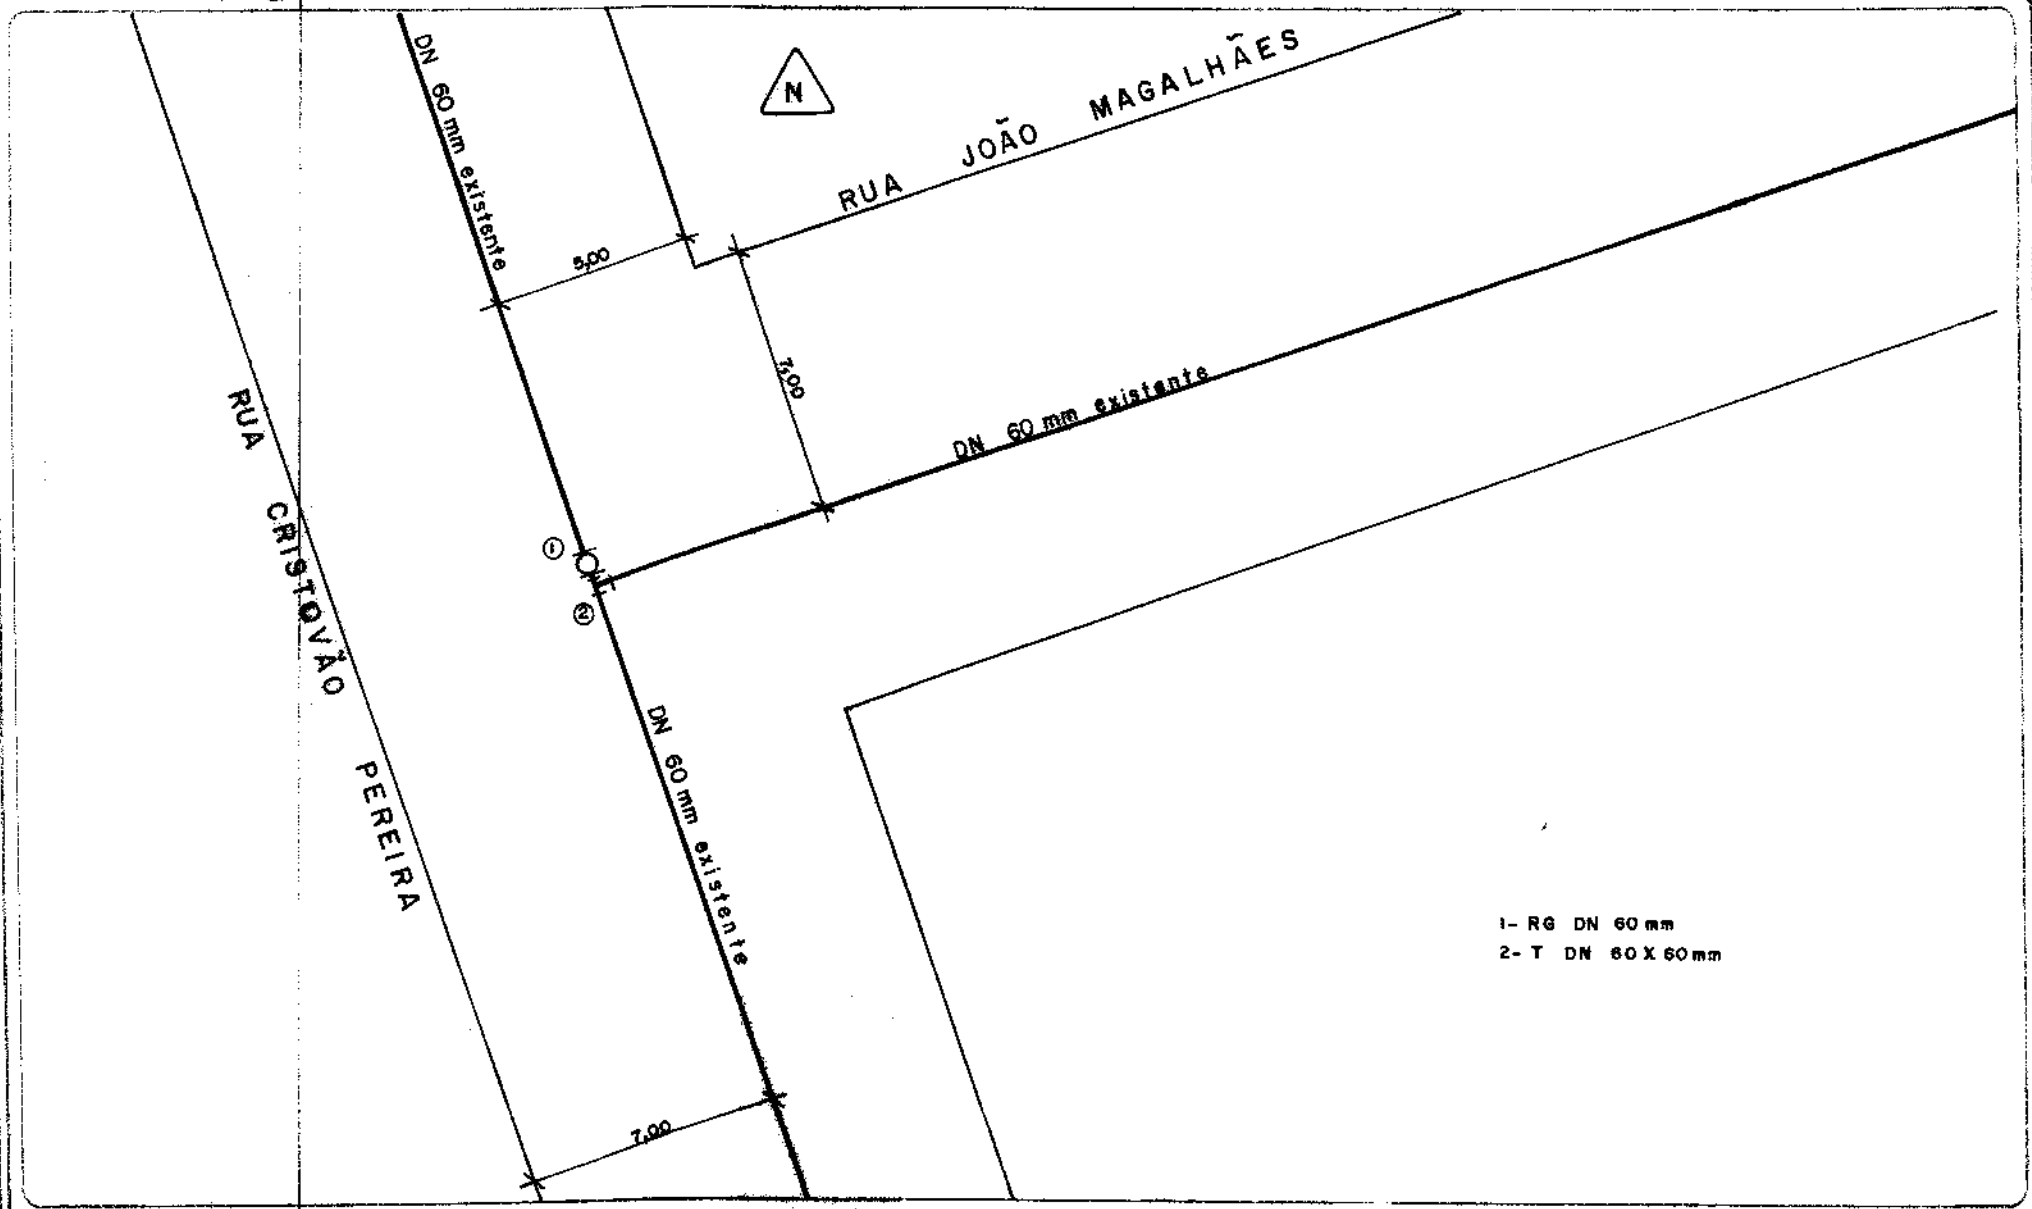 DN 60 mm existente
N
RUA JOÃO MAGALHÃES
5,00
7,00
DN 60 mm existente
RUA CRISTOVÃO PEREIRA
1
2
DN 60 mm existente
7,00
1- RG DN 60 mm
2- T DN 60 X 60 mm